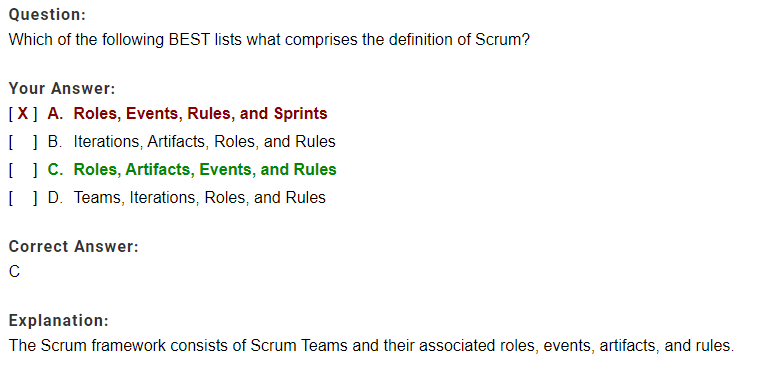 Question:
Which of the following BEST lists what comprises the definition of Scrum?
Your Answer:
[ X ] A. Roles, Events, Rules, and Sprints
[ ] B. Iterations, Artifacts, Roles, and Rules
[ ] C. Roles, Artifacts, Events, and Rules
[ ] D. Teams, Iterations, Roles, and Rules
Correct Answer:
C
Explanation:
The Scrum framework consists of Scrum Teams and their associated roles, events, artifacts, and rules.